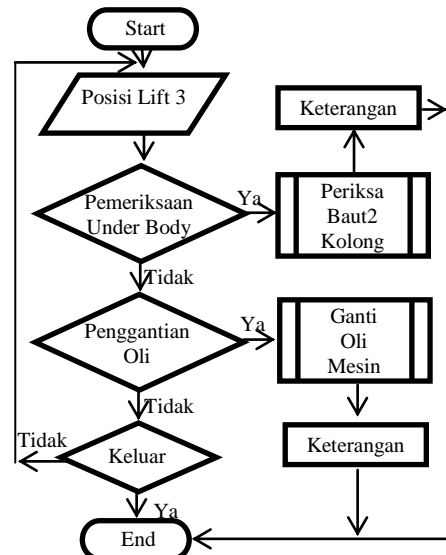 Start
Posisi Lift 3
Keterangan
Pemeriksaan
Under Body
Ya
Periksa
Baut2
Kolong
Tidak
Penggantian
Oli
Ya
Ganti
Oli
Mesin
Tidak
Tidak
Keluar
Keterangan
Ya
End